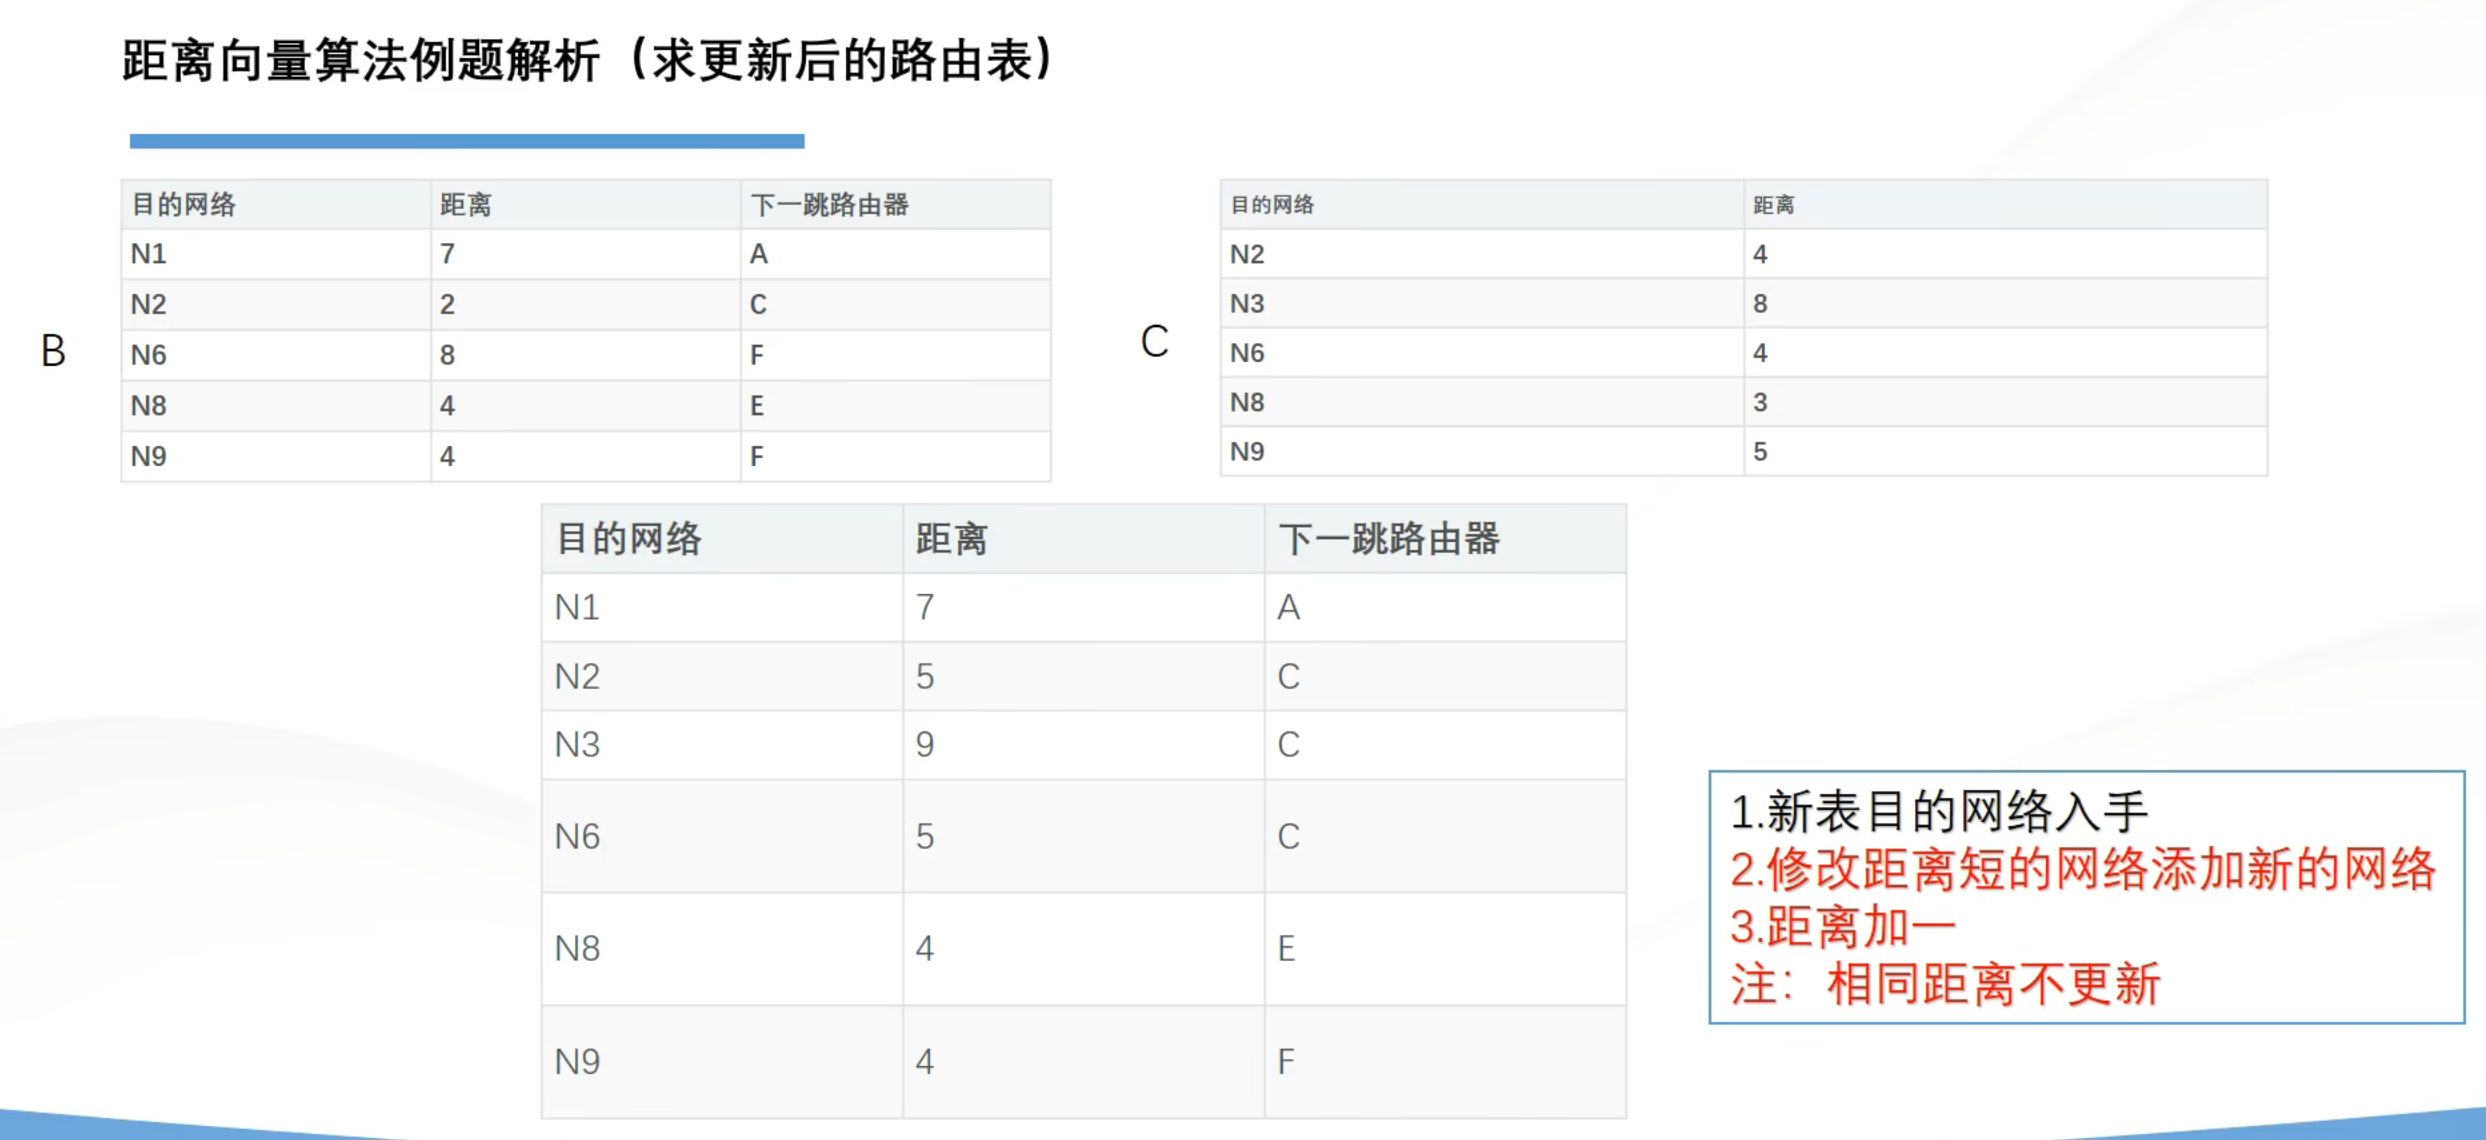 距离向量算法例题解析（求更新后的路由表）
目的网络 距离 下一跳路由器
N1 7 A
N2 2 C
N6 8 F
N8 4 E
N9 4 F
B
目的网络 距离
N2 4
N3 8
N6 4
N8 3
N9 5
C
目的网络 距离 下一跳路由器
N1 7 A
N2 5 C
N3 9 C
N6 5 C
N8 4 E
N9 4 F
1.新表目的网络入手
2.修改距离短的网络添加新的网络
3.距离加一
注：相同距离不更新